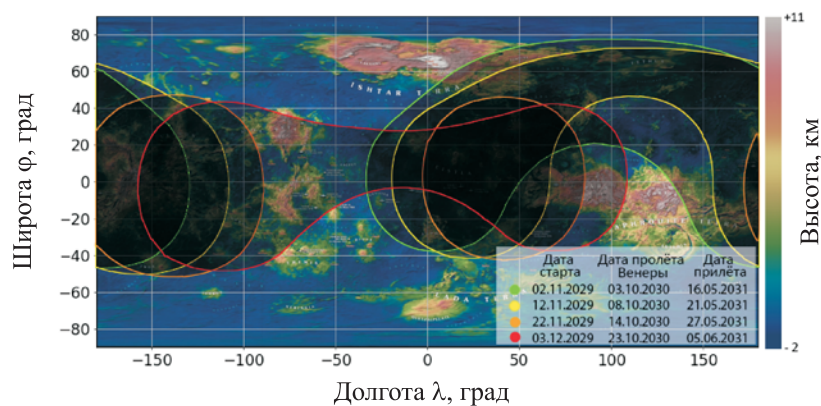 +11
80
60
ISHTAR TERRA
40
20
0
−20
−40
−60
−80
Широта φ, град
Высота, км
- 2
Дата старта Дата пролёта Венеры Дата прилёта
02.11.2029 03.10.2030 16.05.2031
12.11.2029 08.10.2030 21.05.2031
22.11.2029 14.10.2030 27.05.2031
03.12.2029 23.10.2030 05.06.2031
−150 −100 −50 0 50 100 150
Долгота λ, град